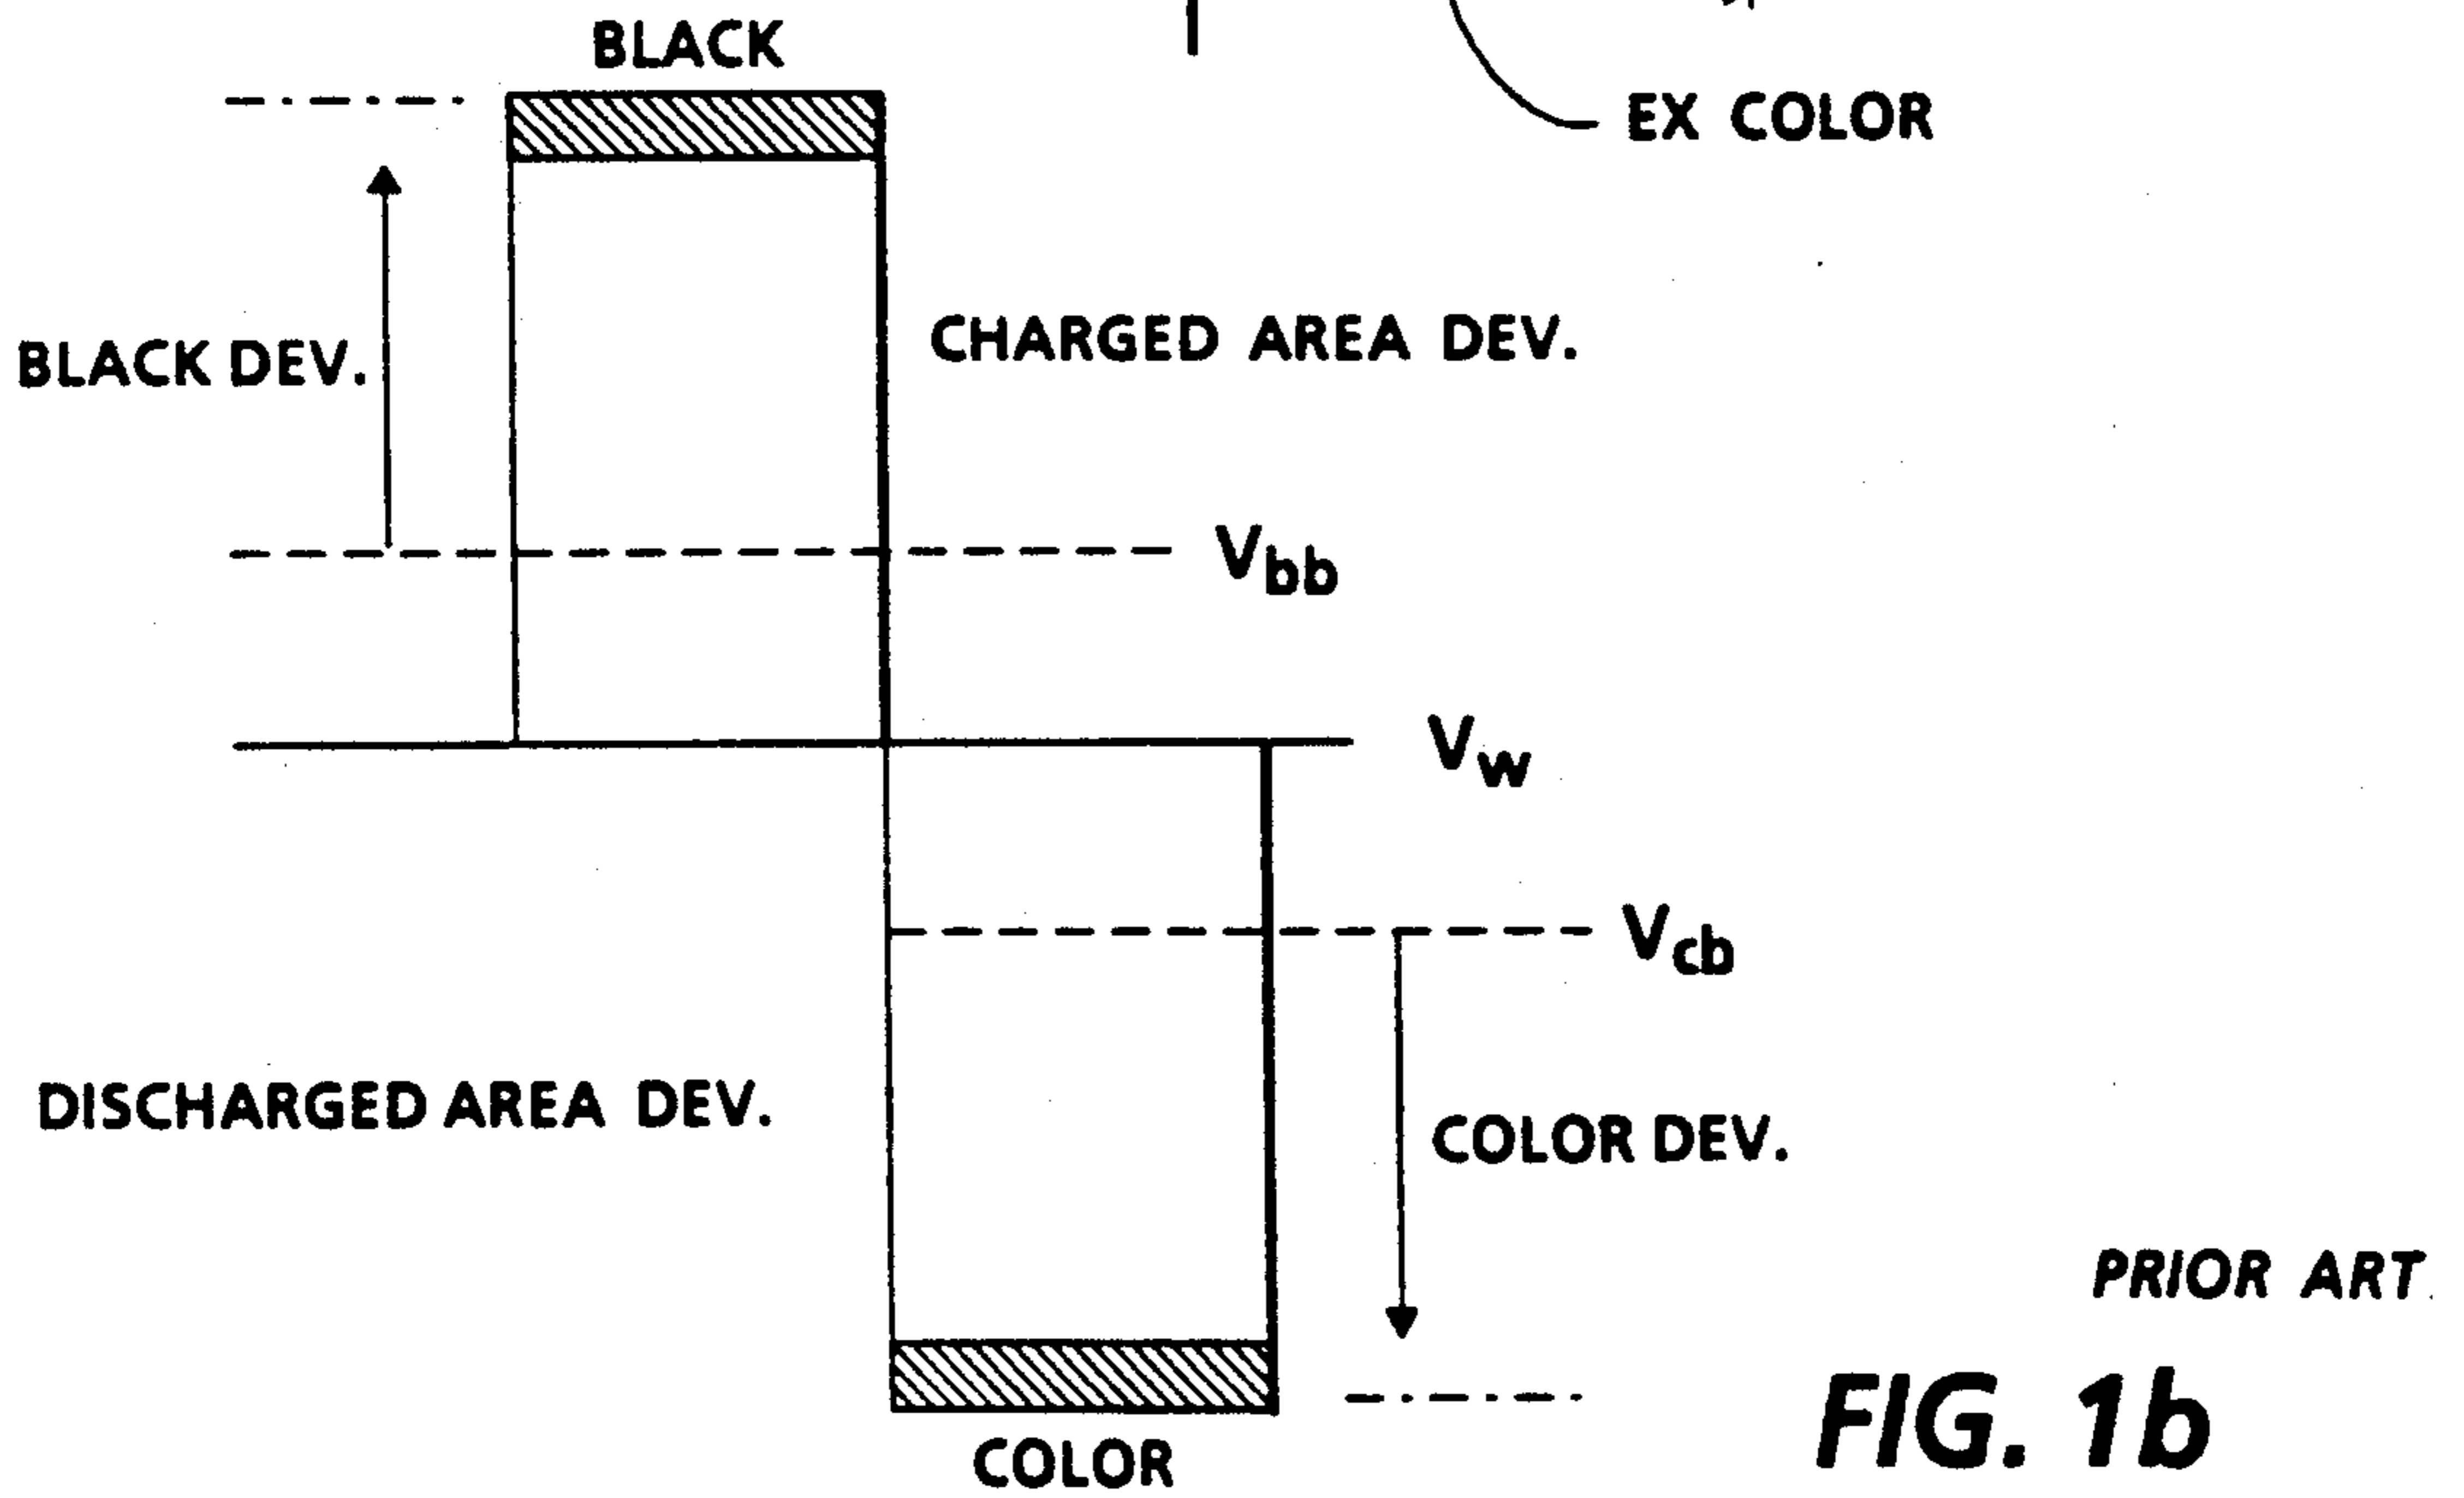 BLACK
EX COLOR
CHARGED AREA DEV.
BLACK DEV.
Vbb
Vw
Vcb
DISCHARGED AREA DEV.
COLOR DEV.
PRIOR ART
FIG. 1b
COLOR